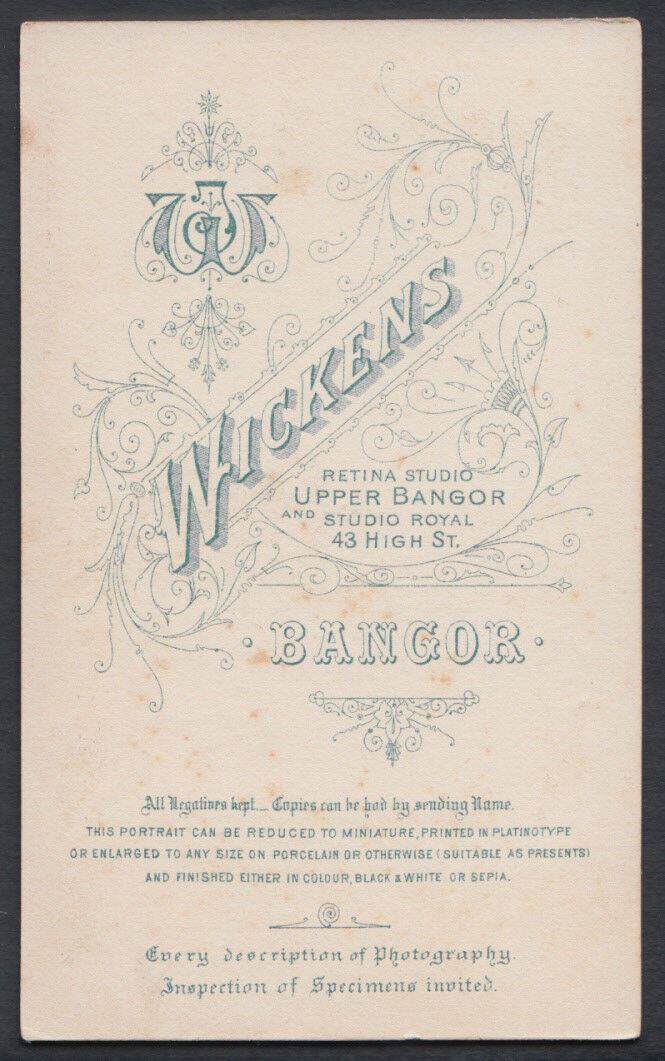 GW
WICKENS
RETINA STUDIO
UPPER BANGOR
AND STUDIO ROYAL
43 HIGH ST.
· BANGOR ·
All Negatives kept. Copies can be had by sending Name.
THIS PORTRAIT CAN BE REDUCED TO MINIATURE, PRINTED IN PLATINOTYPE
OR ENLARGED TO ANY SIZE ON PORCELAIN OR OTHERWISE (SUITABLE AS PRESENTS)
AND FINISHED EITHER IN COLOUR, BLACK & WHITE OR SEPIA.
Every description of Photography.
Inspection of Specimens invited.